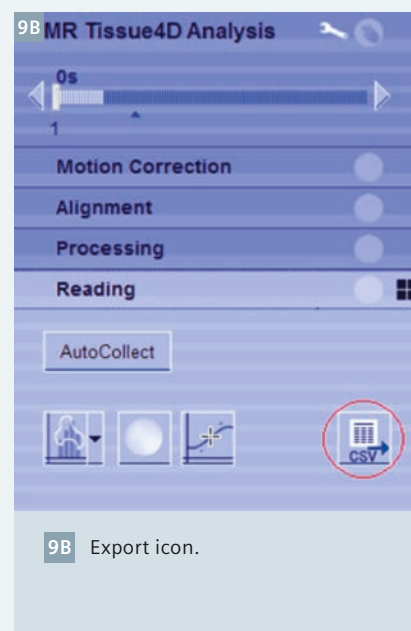 9B MR Tissue4D Analysis
0s
1
Motion Correction
Alignment
Processing
Reading
AutoCollect
CSV
9B Export icon.